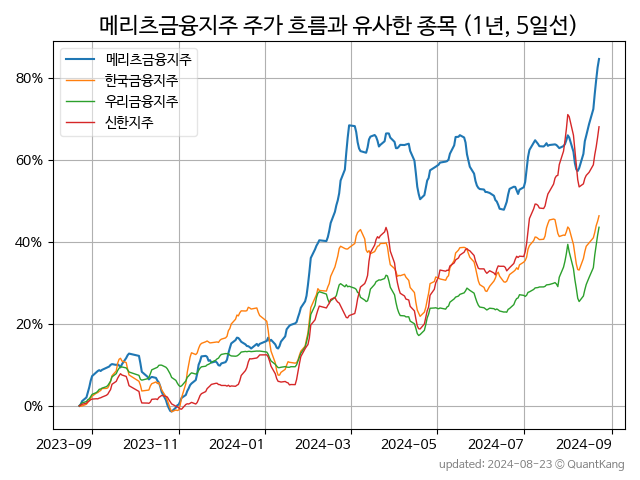 메리츠금융지주 주가 흐름과 유사한 종목 (1년, 5일선)
메리츠금융지주
한국금융지주
우리금융지주
신한지주
80%
60%
40%
20%
0%
2023-09 2023-11 2024-01 2024-03 2024-05 2024-07 2024-09
updated: 2024-08-23 © QuantKang